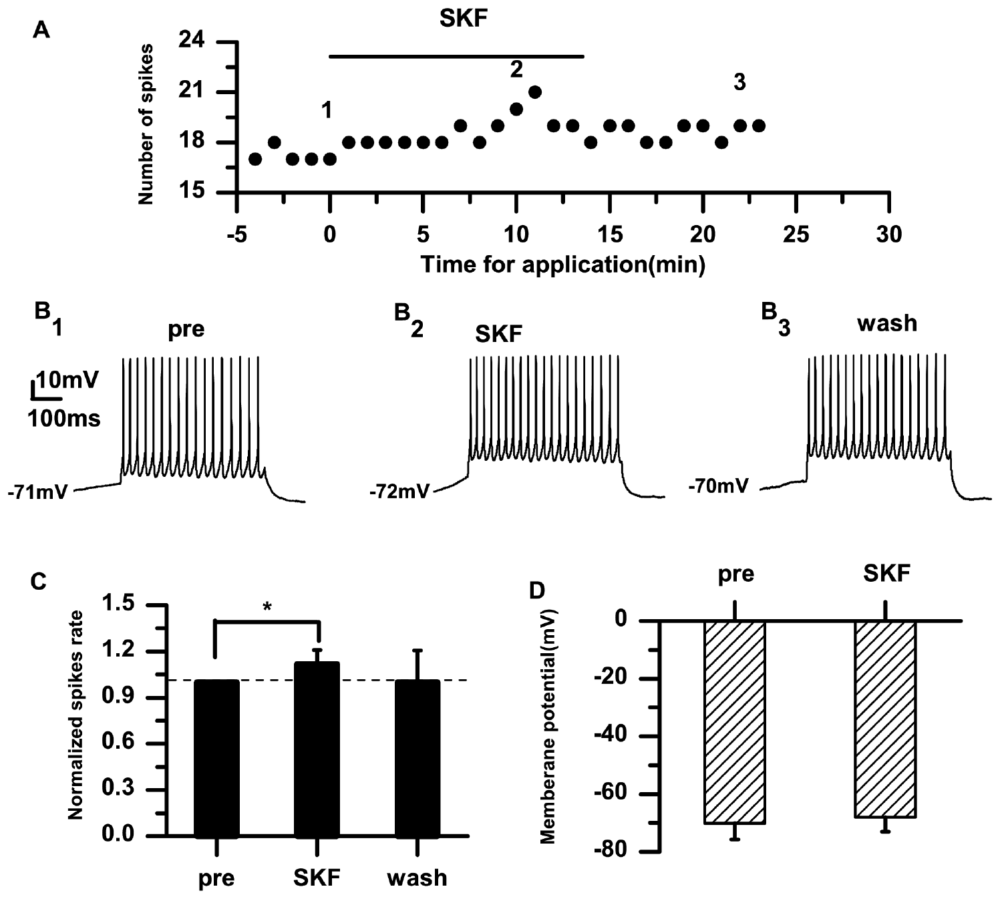 A
SKF
Number of spikes
24
21
18
15
1
2
3
-5 0 5 10 15 20 25 30
Time for application(min)
B1
pre
10mV
100ms
-71mV
B2
SKF
-72mV
B3
wash
-70mV
C
Normalized spikes rate
1.5
1.2
0.9
0.6
0.3
0.0
*
pre SKF wash
D
pre SKF
Memberane potential(mV)
0
-20
-40
-60
-80